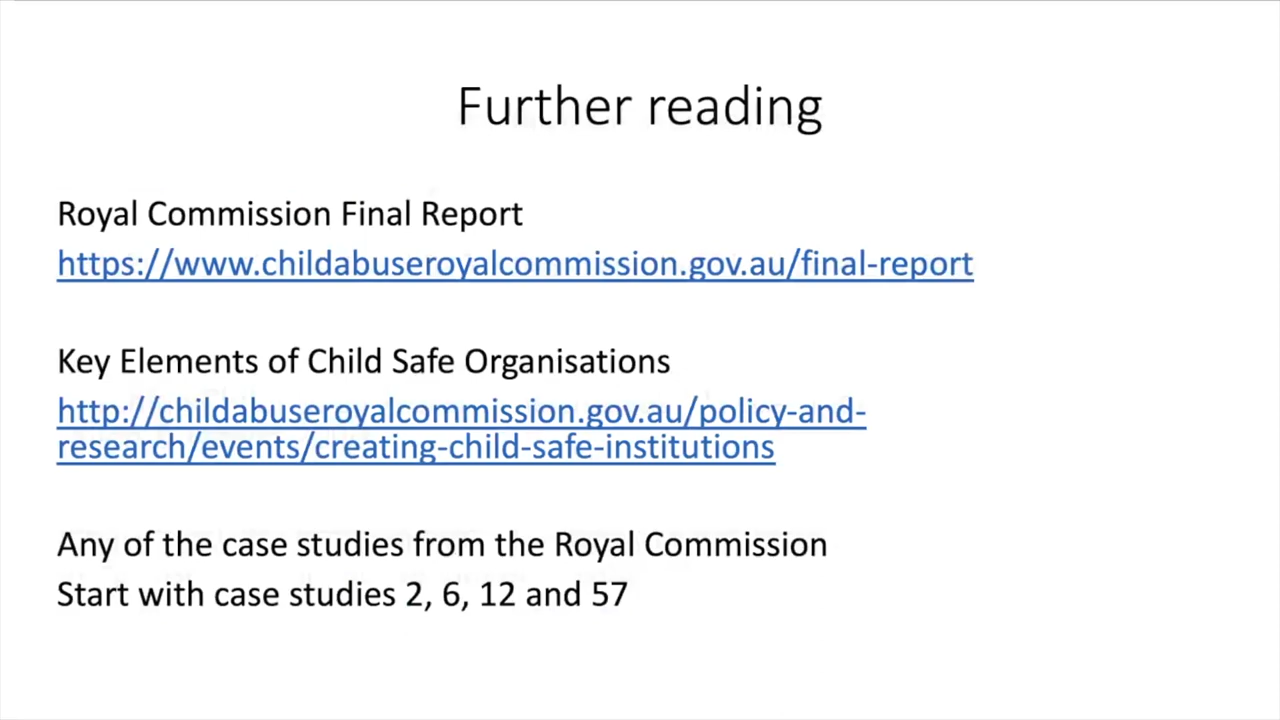 Further reading
Royal Commission Final Report
https://www.childabuseroyalcommission.gov.au/final-report
Key Elements of Child Safe Organisations
http://childabuseroyalcommission.gov.au/policy-and-
research/events/creating-child-safe-institutions
Any of the case studies from the Royal Commission
Start with case studies 2, 6, 12 and 57